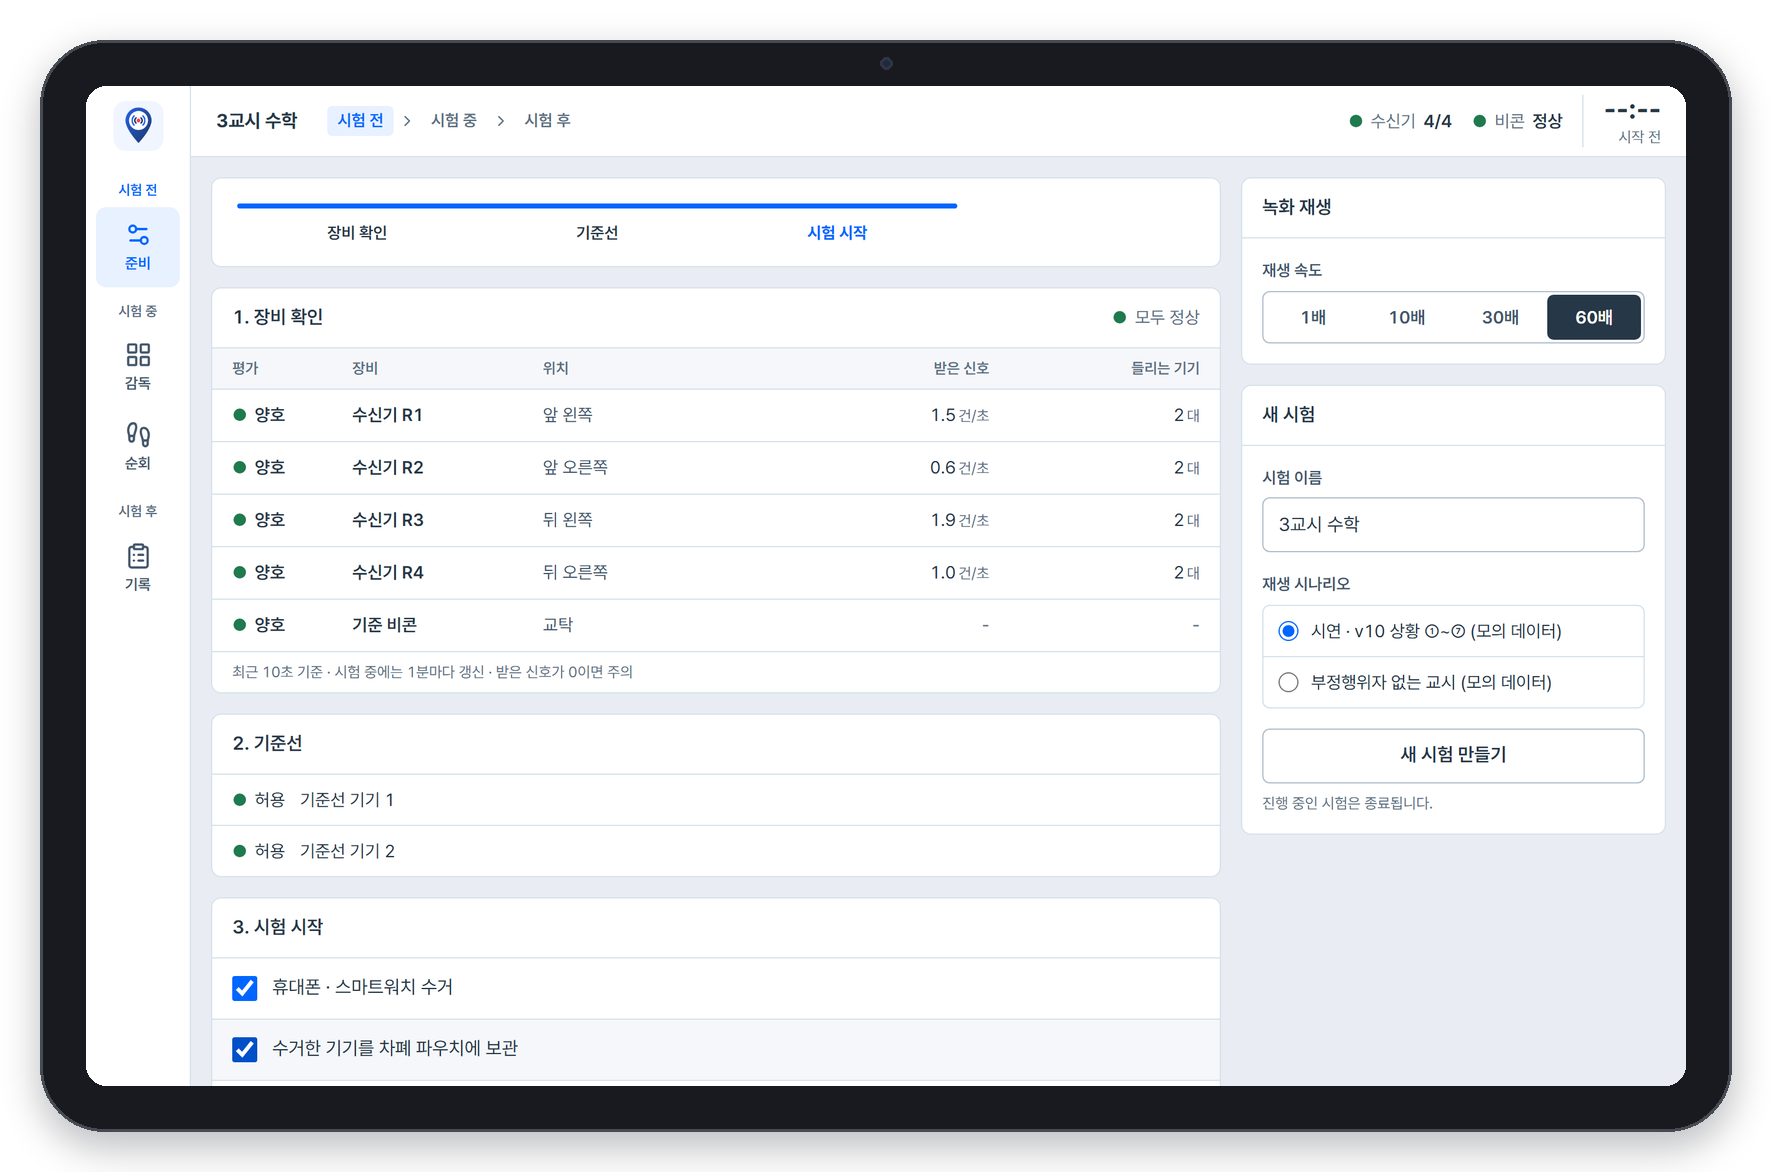 3교시 수학
시험 전 > 시험 중 > 시험 후
수신기 4/4 비콘 정상
--:--
시작 전
시험 전
준비
시험 중
감독
순회
시험 후
기록
장비 확인 기준선 시험 시작
1. 장비 확인 모두 정상
평가 장비 위치 받은 신호 들리는 기기
양호 수신기 R1 앞 왼쪽 1.5 건/초 2 대
양호 수신기 R2 앞 오른쪽 0.6 건/초 2 대
양호 수신기 R3 뒤 왼쪽 1.9 건/초 2 대
양호 수신기 R4 뒤 오른쪽 1.0 건/초 2 대
양호 기준 비콘 교탁 - -
최근 10초 기준 · 시험 중에는 1분마다 갱신 · 받은 신호가 0이면 주의
2. 기준선
허용 기준선 기기 1
허용 기준선 기기 2
3. 시험 시작
휴대폰 · 스마트워치 수거
수거한 기기를 차폐 파우치에 보관
녹화 재생
재생 속도
1배 10배 30배 60배
새 시험
시험 이름
3교시 수학
재생 시나리오
시연 · v10 상황 ①~⑦ (모의 데이터)
부정행위자 없는 교시 (모의 데이터)
새 시험 만들기
진행 중인 시험은 종료됩니다.